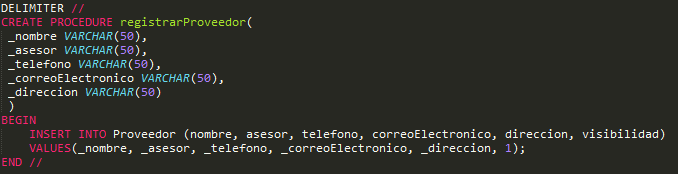 DELIMITER //
CREATE PROCEDURE registrarProveedor(
_nombre VARCHAR(50),
_asesor VARCHAR(50),
_telefono VARCHAR(50),
_correoElectronico VARCHAR(50),
_direccion VARCHAR(50)
)
BEGIN
INSERT INTO Proveedor (nombre, asesor, telefono, correoElectronico, direccion, visibilidad)
VALUES(_nombre, _asesor, _telefono, _correoElectronico, _direccion, 1);
END //